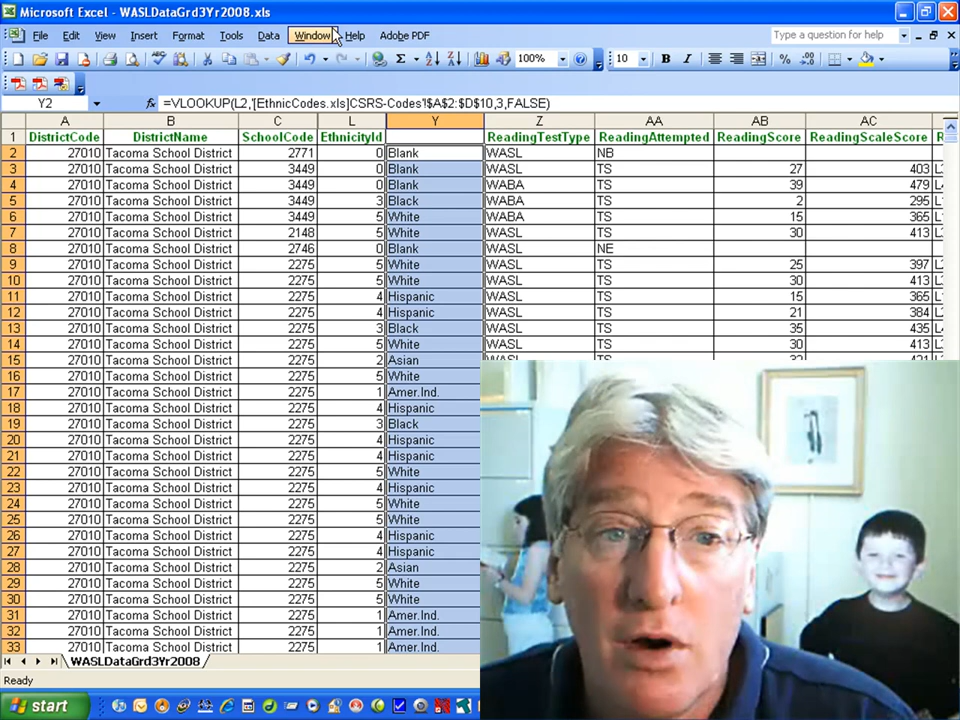 Microsoft Excel - WASLDataGrd3Yr2008.xls
File Edit View Insert Format Tools Data Window Help Adobe PDF Type a question for help
100% 10 B
Y2 fx =VLOOKUP(L2,'[EthnicCodes.xls]CSRS-Codes'!$A$2:$D$10,3,FALSE)
A B C L Y Z AA AB AC
1 DistrictCode DistrictName SchoolCode EthnicityId ReadingTestType ReadingAttempted ReadingScore ReadingScaleScore
2 27010 Tacoma School District 2771 0 Blank WASL NB
3 27010 Tacoma School District 3449 0 Blank WASL TS 27 403
4 27010 Tacoma School District 3449 0 Blank WABA TS 39 479
5 27010 Tacoma School District 3449 3 Black WABA TS 2 295
6 27010 Tacoma School District 3449 5 White WABA TS 15 365
7 27010 Tacoma School District 2148 5 White WASL TS 30 413
8 27010 Tacoma School District 2746 0 Blank WASL NE
9 27010 Tacoma School District 2275 5 White WASL TS 25 397
10 27010 Tacoma School District 2275 5 White WASL TS 30 413
11 27010 Tacoma School District 2275 4 Hispanic WASL TS 15 365
12 27010 Tacoma School District 2275 4 Hispanic WASL TS 21 384
13 27010 Tacoma School District 2275 3 Black WASL TS 35 435
14 27010 Tacoma School District 2275 5 White WASL TS 30 413
15 27010 Tacoma School District 2275 2 Asian WASL TS
16 27010 Tacoma School District 2275 5 White
17 27010 Tacoma School District 2275 1 Amer.Ind.
18 27010 Tacoma School District 2275 4 Hispanic
19 27010 Tacoma School District 2275 3 Black
20 27010 Tacoma School District 2275 4 Hispanic
21 27010 Tacoma School District 2275 4 Hispanic
22 27010 Tacoma School District 2275 5 White
23 27010 Tacoma School District 2275 4 Hispanic
24 27010 Tacoma School District 2275 5 White
25 27010 Tacoma School District 2275 5 White
26 27010 Tacoma School District 2275 4 Hispanic
27 27010 Tacoma School District 2275 4 Hispanic
28 27010 Tacoma School District 2275 2 Asian
29 27010 Tacoma School District 2275 5 White
30 27010 Tacoma School District 2275 5 White
31 27010 Tacoma School District 2275 1 Amer.Ind.
32 27010 Tacoma School District 2275 1 Amer.Ind.
33 27010 Tacoma School District 2275 1 Amer.Ind.
WASLDataGrd3Yr2008
Ready
start